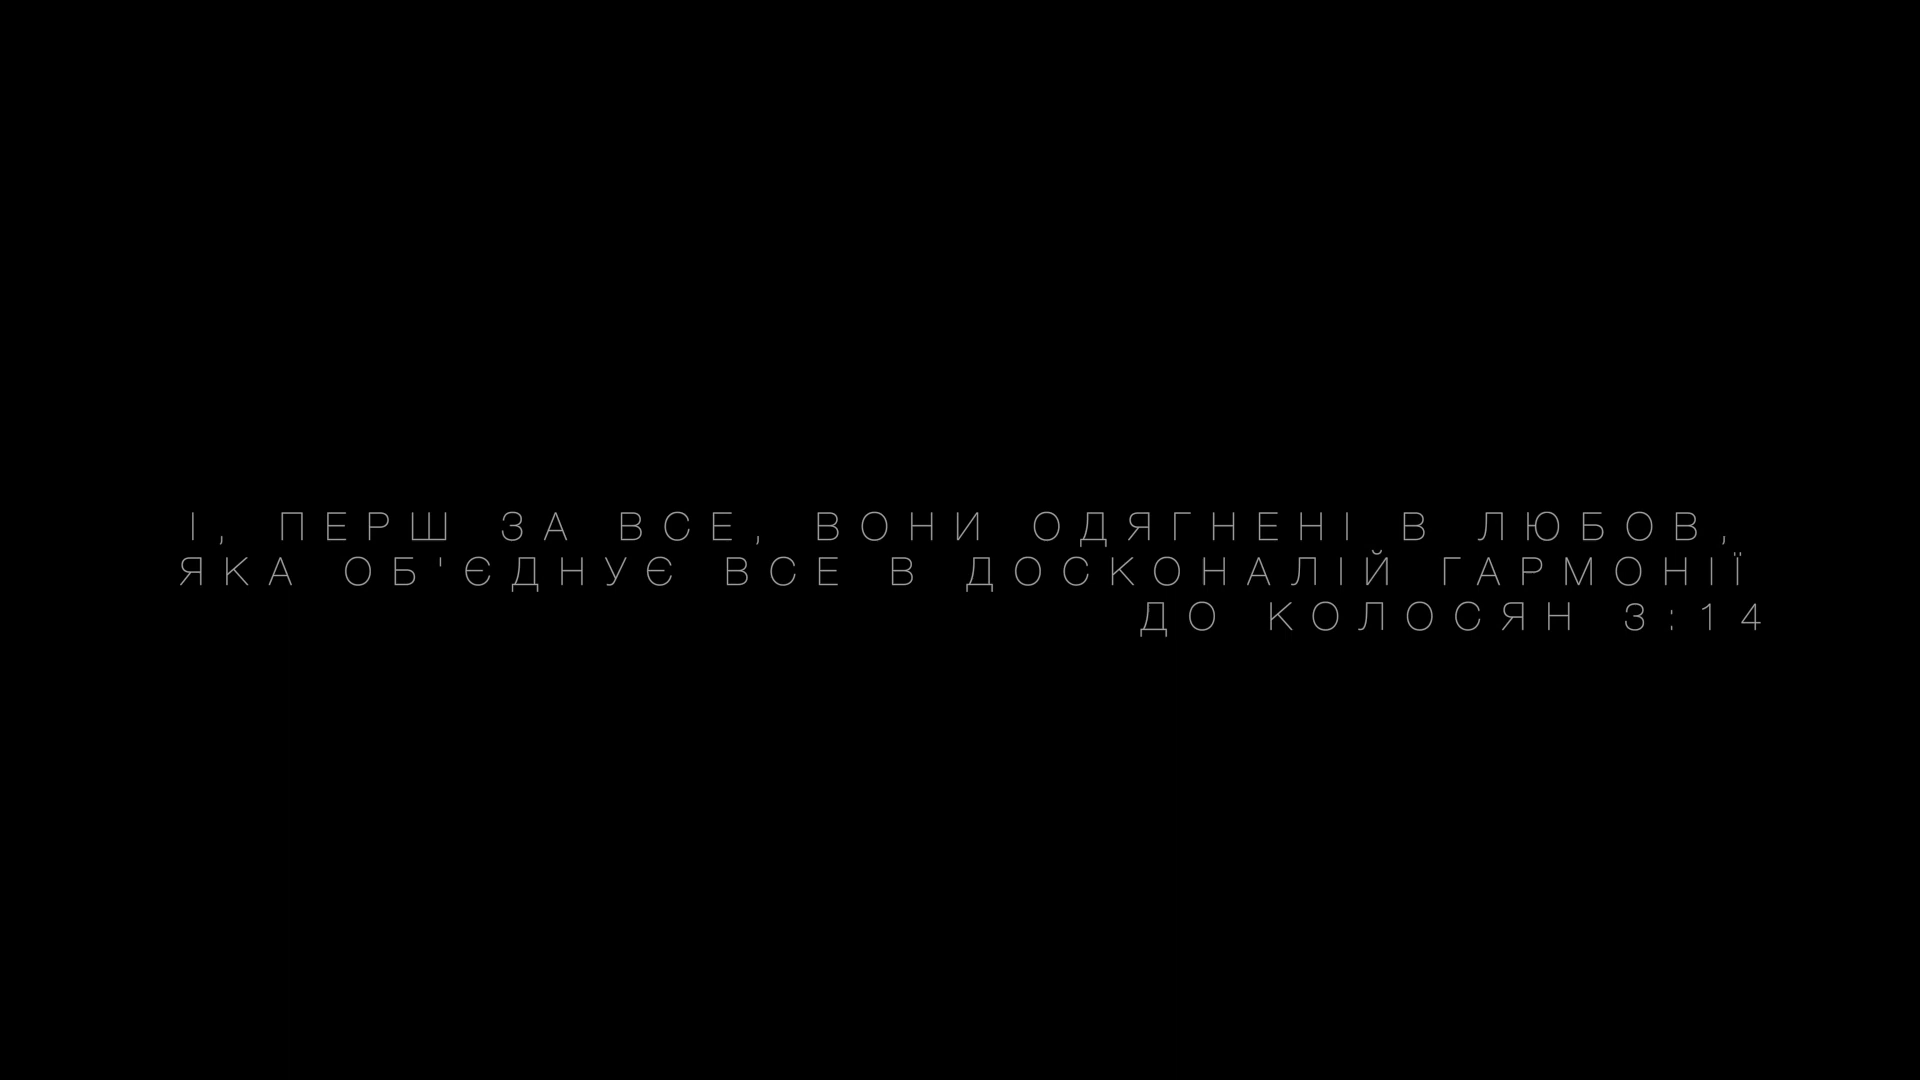 І, ПЕРШ ЗА ВСЕ, ВОНИ ОДЯГНЕНІ В ЛЮБОВ,
ЯКА ОБ'ЄДНУЄ ВСЕ В ДОСКОНАЛІЙ ГАРМОНІЇ
ДО КОЛОСЯН 3:14